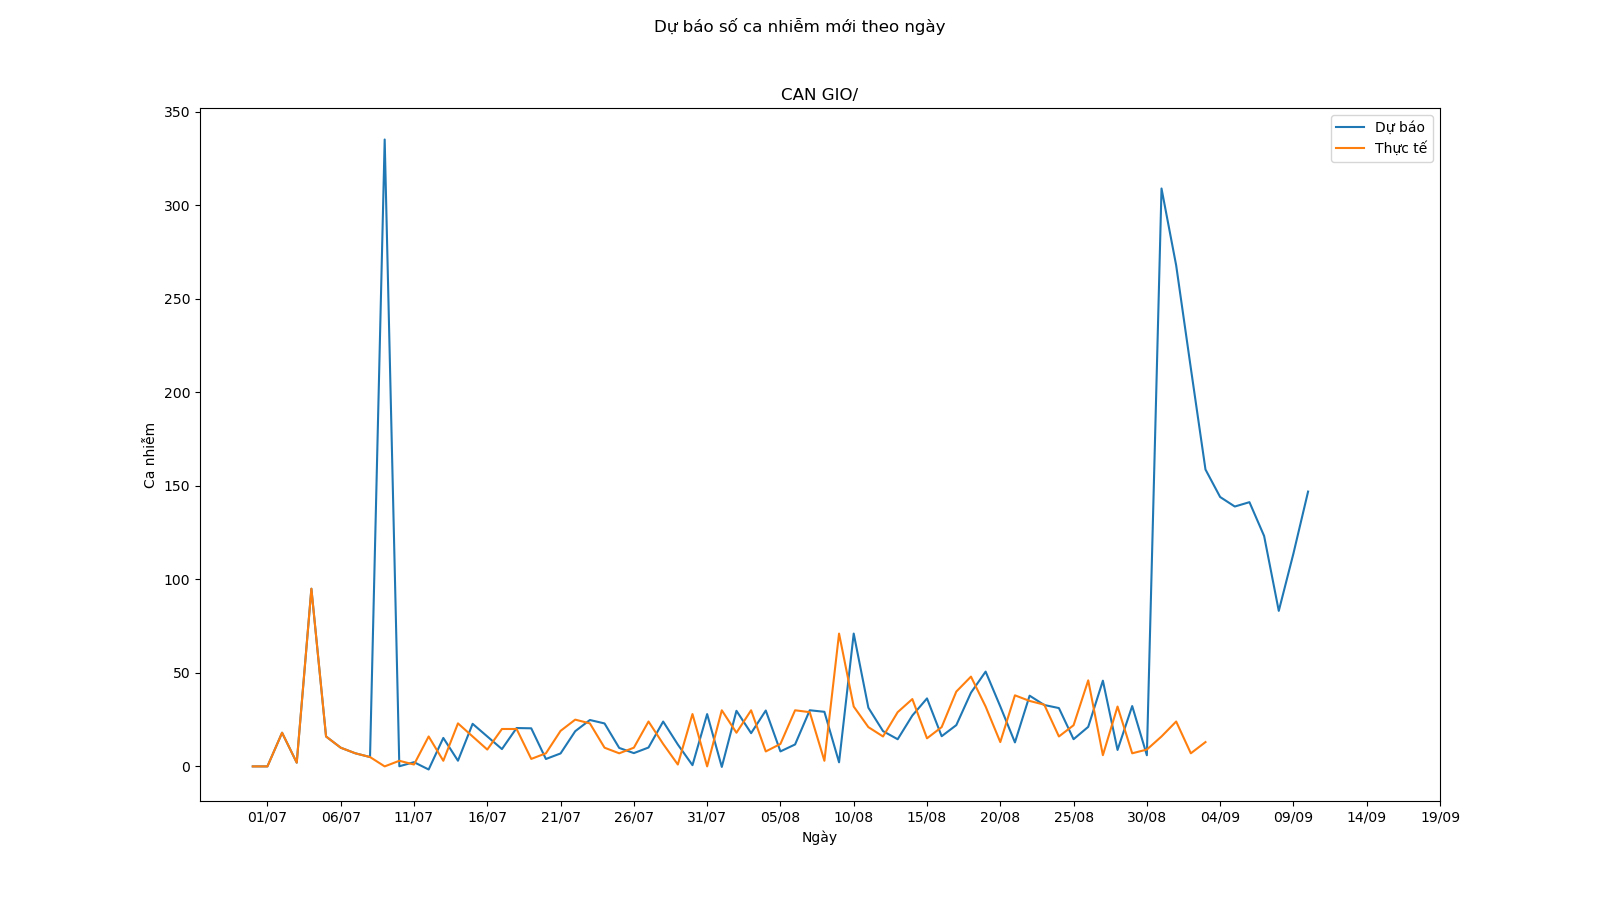 Dự báo số ca nhiễm mới theo ngày
CAN GIO/
Dự báo
Thực tế
350
300
250
200
150
100
50
0
Ca nhiễm
01/07 06/07 11/07 16/07 21/07 26/07 31/07 05/08 10/08 15/08 20/08 25/08 30/08 04/09 09/09 14/09 19/09
Ngày